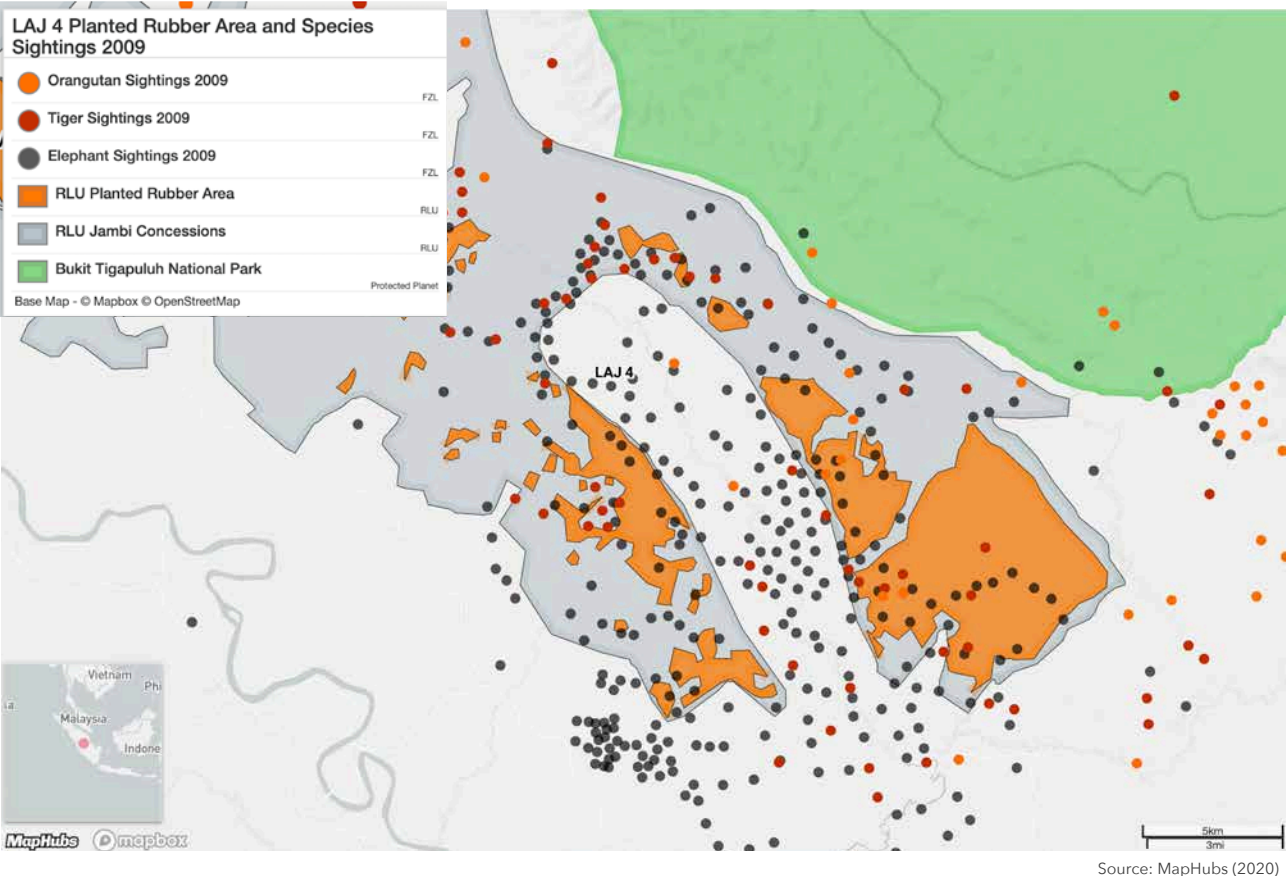 LAJ 4 Planted Rubber Area and Species
Sightings 2009
Orangutan Sightings 2009
FZL
Tiger Sightings 2009
FZL
Elephant Sightings 2009
FZL
RLU Planted Rubber Area
RLU
RLU Jambi Concessions
RLU
Bukit Tigapuluh National Park
Protected Planet
Base Map - © Mapbox © OpenStreetMap
LAJ 4
Vietnam
Phi
la
Malaysia
Indone
MapHubs mapbox
5km
3mi
Source: MapHubs (2020)